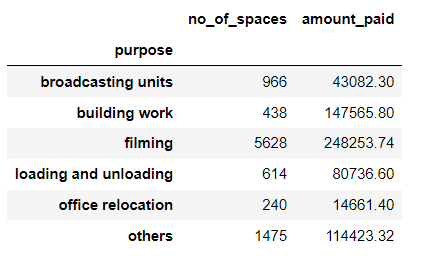 no_of_spaces amount_paid
purpose
broadcasting units 966 43082.30
building work 438 147565.80
filming 5628 248253.74
loading and unloading 614 80736.60
office relocation 240 14661.40
others 1475 114423.32